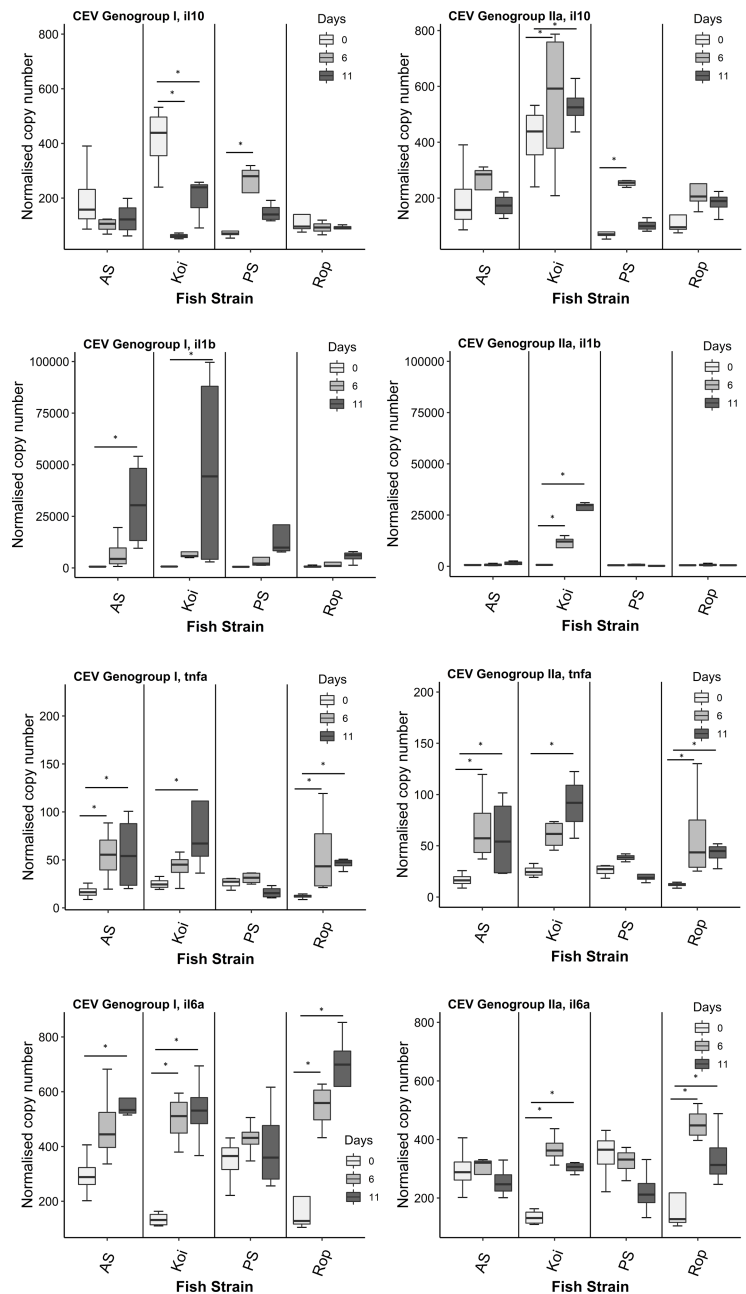 CEV Genogroup I, il10
Days
0
6
11
Normalised copy number
800
600
400
200
*
*
*
AS
Koi
PS
Rop
Fish Strain
CEV Genogroup IIa, il10
Days
0
6
11
Normalised copy number
800
600
400
200
*
*
*
AS
Koi
PS
Rop
Fish Strain
CEV Genogroup I, il1b
Days
0
6
11
Normalised copy number
100000
75000
50000
25000
0
*
*
AS
Koi
PS
Rop
Fish Strain
CEV Genogroup IIa, il1b
Days
0
6
11
Normalised copy number
100000
75000
50000
25000
0
*
*
AS
Koi
PS
Rop
Fish Strain
CEV Genogroup I, tnfa
Days
0
6
11
Normalised copy number
200
150
100
50
0
*
*
*
*
*
AS
Koi
PS
Rop
Fish Strain
CEV Genogroup IIa, tnfa
Days
0
6
11
Normalised copy number
200
150
100
50
0
*
*
*
*
*
AS
Koi
PS
Rop
Fish Strain
CEV Genogroup I, il6a
Days
0
6
11
Normalised copy number
800
600
400
200
*
*
*
*
*
AS
Koi
PS
Rop
Fish Strain
CEV Genogroup IIa, il6a
Days
0
6
11
Normalised copy number
800
600
400
200
*
*
*
*
AS
Koi
PS
Rop
Fish Strain